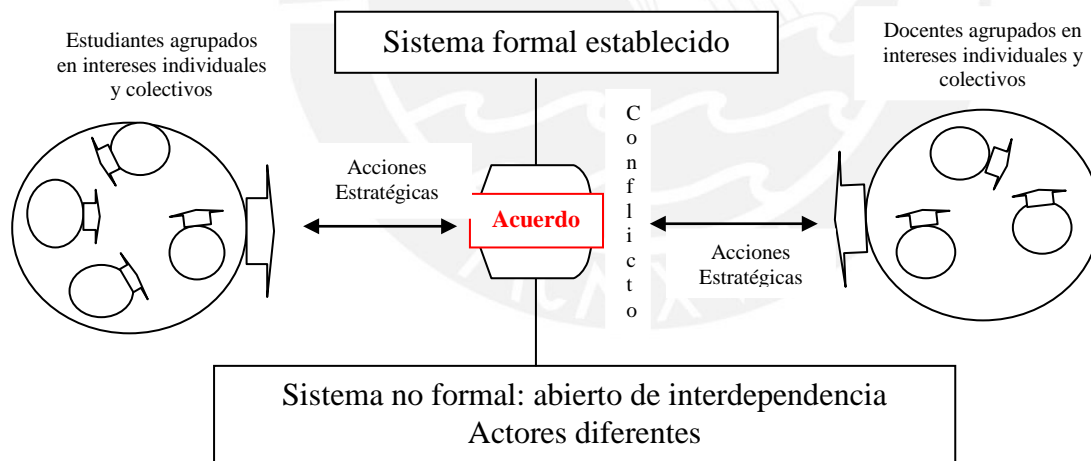 Estudiantes agrupados
en intereses individuales
y colectivos
Sistema formal establecido
Docentes agrupados en
intereses individuales y
colectivos
Acciones
Estratégicas
Acuerdo
Conflicto
Acciones
Estratégicas
Sistema no formal: abierto de interdependencia
Actores diferentes